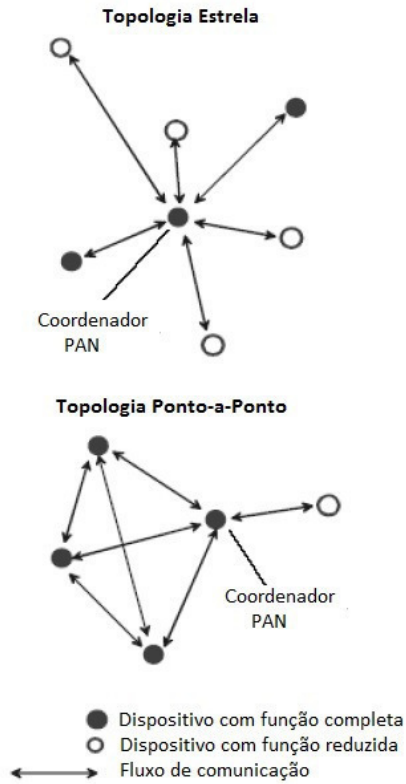 Topologia Estrela
Coordenador
PAN
Topologia Ponto-a-Ponto
Coordenador
PAN
Dispositivo com função completa
Dispositivo com função reduzida
Fluxo de comunicação